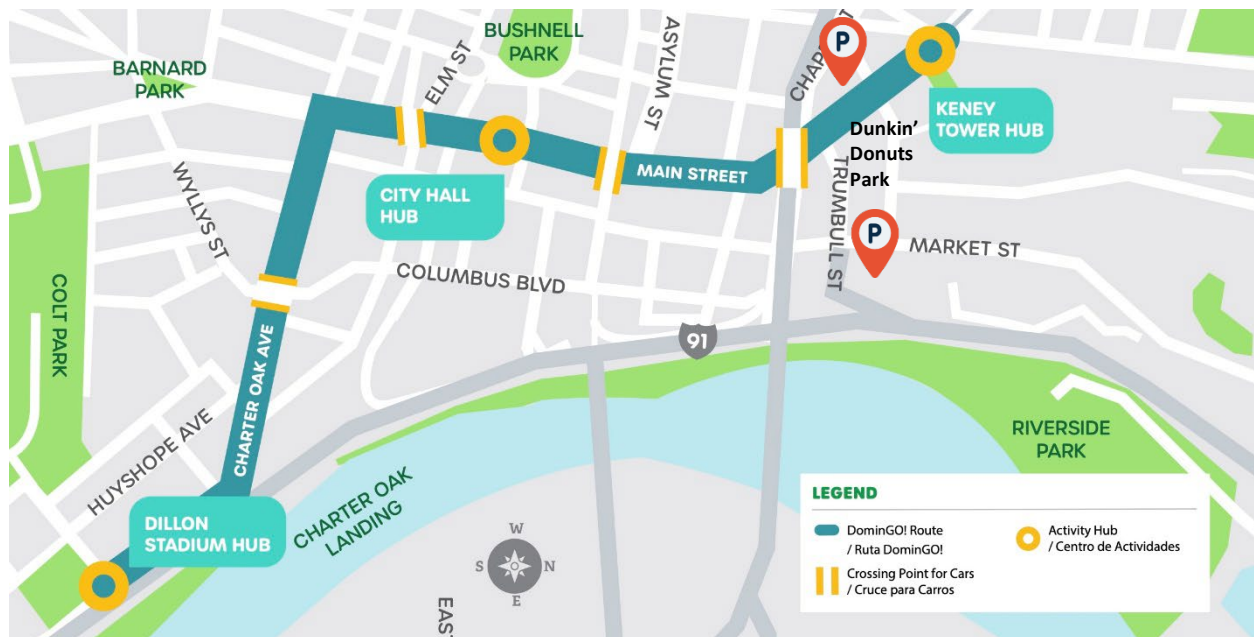 BARNARD
PARK
ELM ST
BUSHNELL
PARK
ASYLUM ST
P
KENEY
TOWER HUB
Dunkin’
Donuts
Park
WYLLYS ST
CITY HALL
HUB
MAIN STREET
TRUMBULL ST
P
MARKET ST
COLUMBUS BLVD
COLT PARK
91
CHARTER OAK AVE
HUYSHOPE AVE
DILLON
STADIUM HUB
CHARTER OAK
LANDING
W
S N
E
RIVERSIDE
PARK
LEGEND
DominGO! Route
/ Ruta DominGO!
Activity Hub
/ Centro de Actividades
Crossing Point for Cars
/ Cruce para Carros